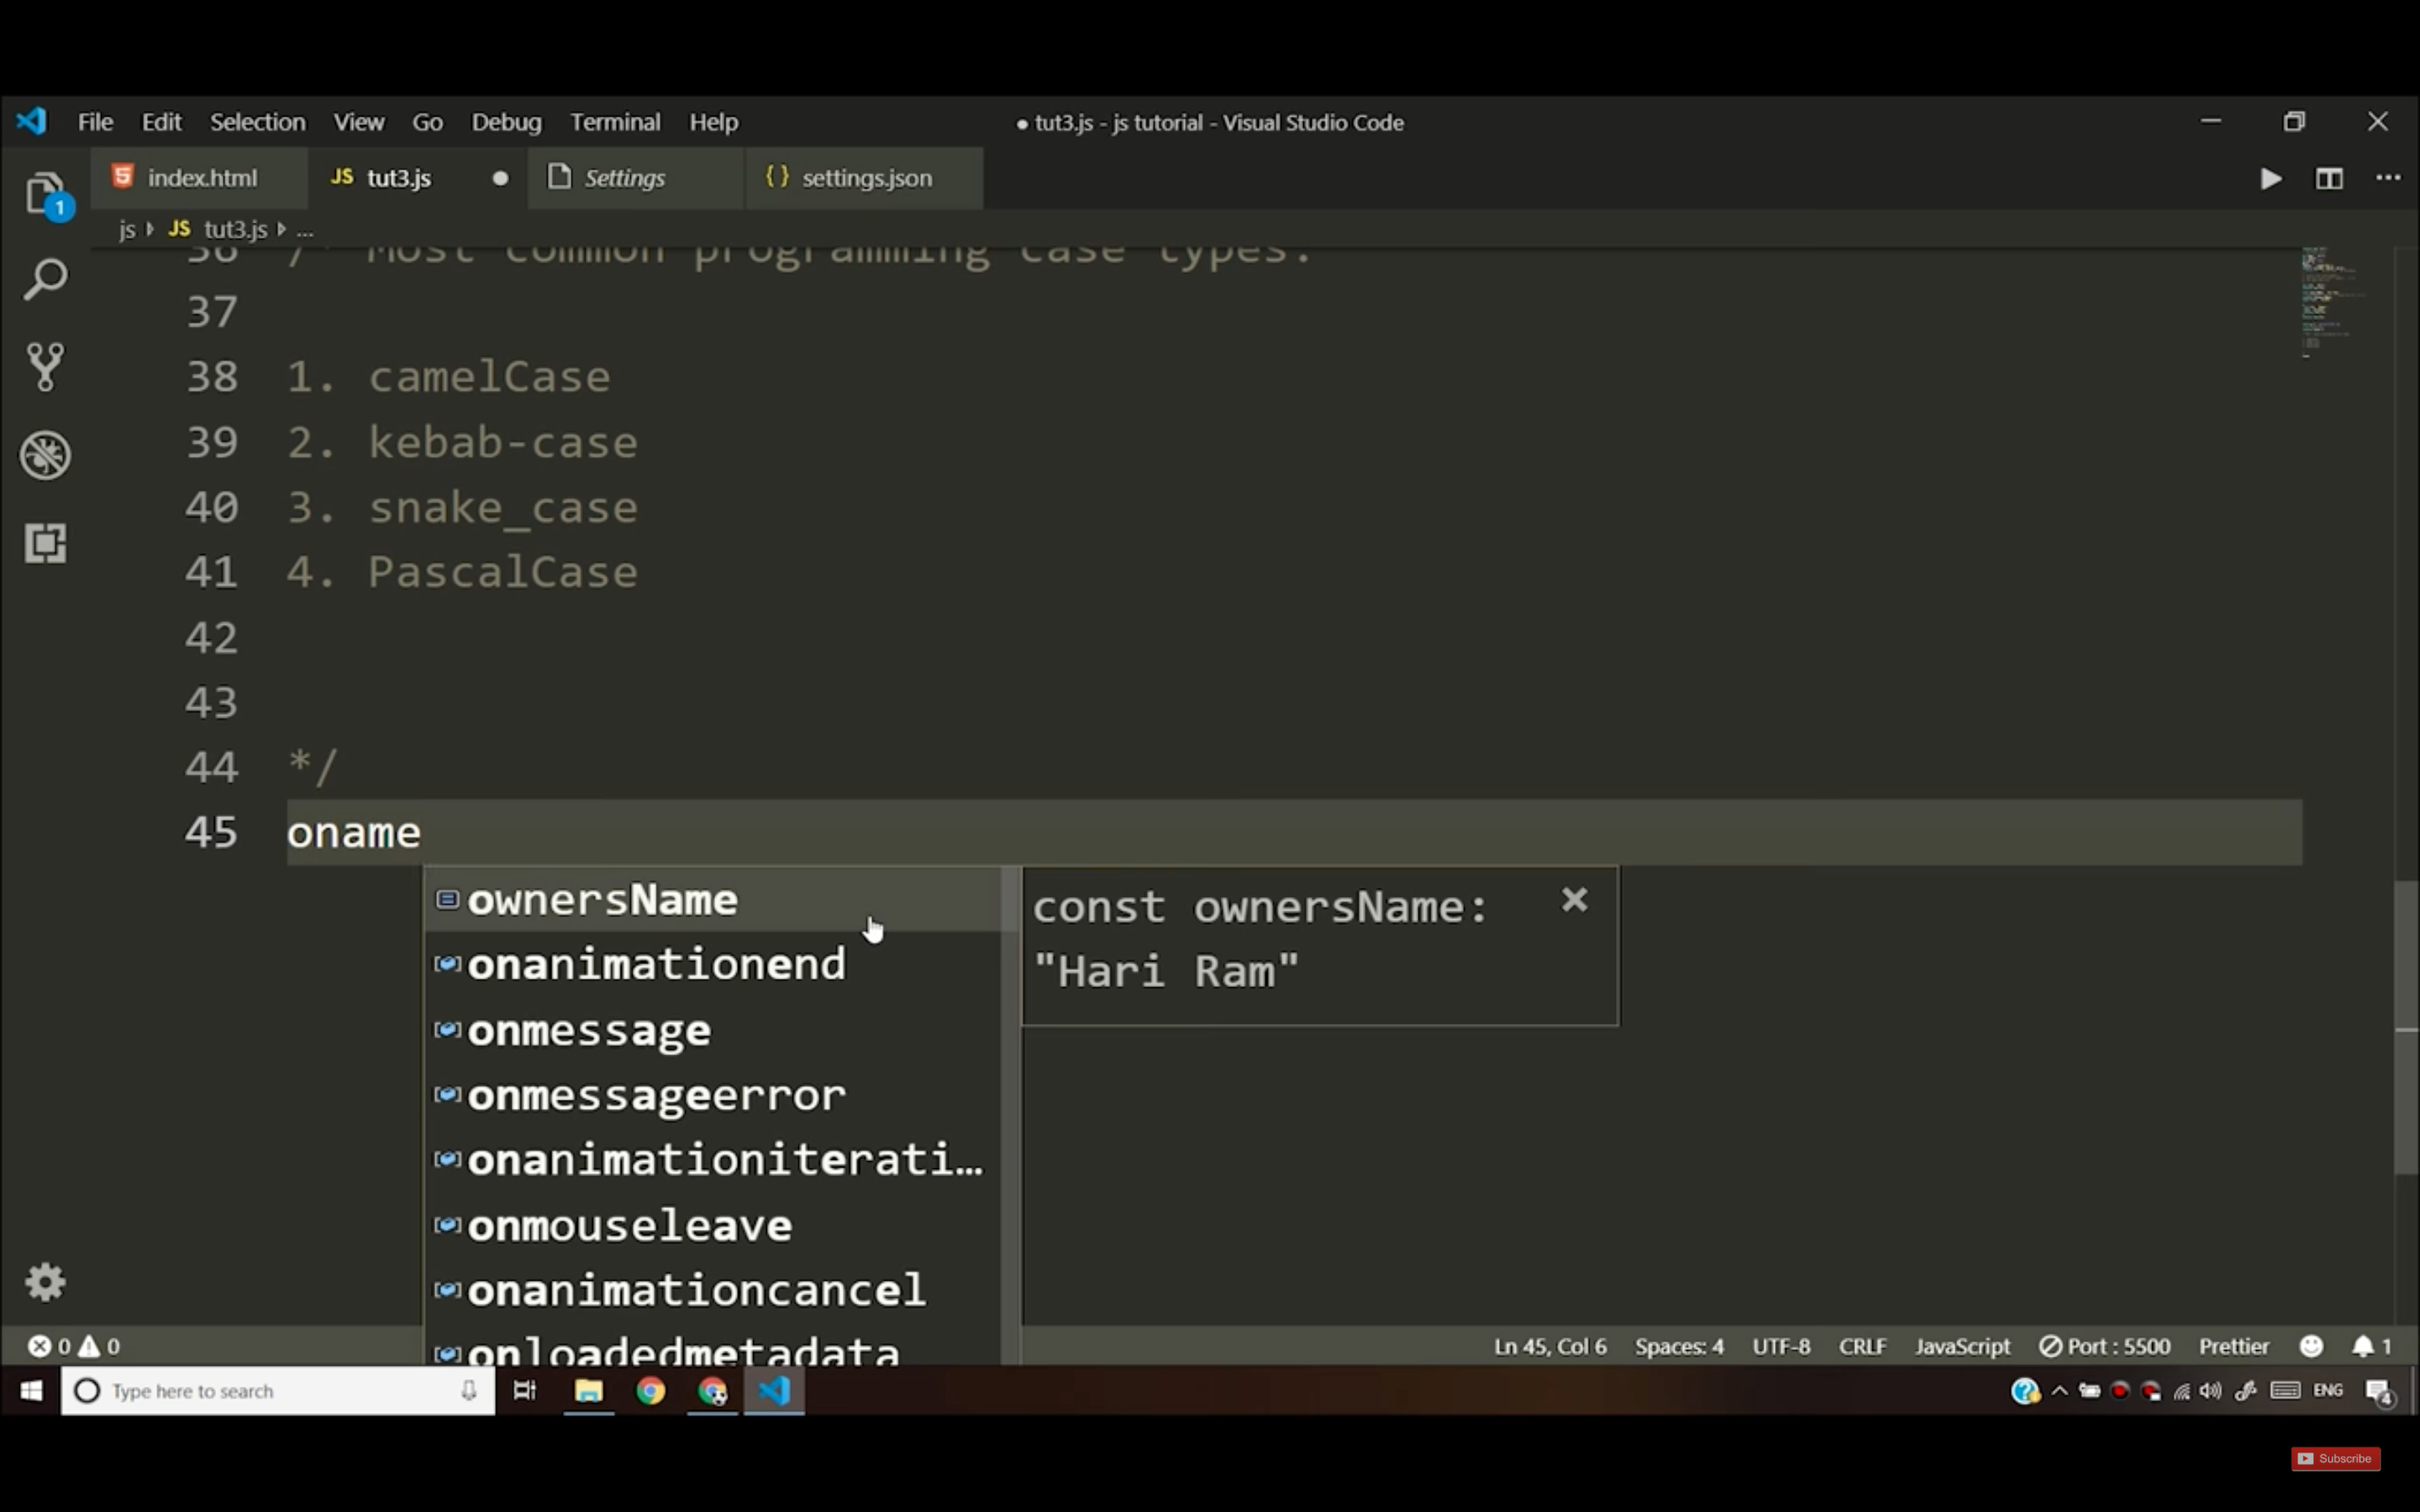 File Edit Selection View Go Debug Terminal Help
● tut3.js - js tutorial - Visual Studio Code
index.html
JS tut3.js ●
Settings
{} settings.json
1
js JS tut3.js ...
36 /* Most common programming case types:
37
38 1. camelCase
39 2. kebab-case
40 3. snake_case
41 4. PascalCase
42
43
44 */
45 oname
ownersName
onanimationend
onmessage
onmessageerror
onanimationiterati…
onmouseleave
onanimationcancel
onloadedmetadata
const ownersName:
"Hari Ram"
0 0
Ln 45, Col 6 Spaces: 4 UTF-8 CRLF JavaScript Port : 5500 Prettier 1
Type here to search
ENG
4
Subscribe